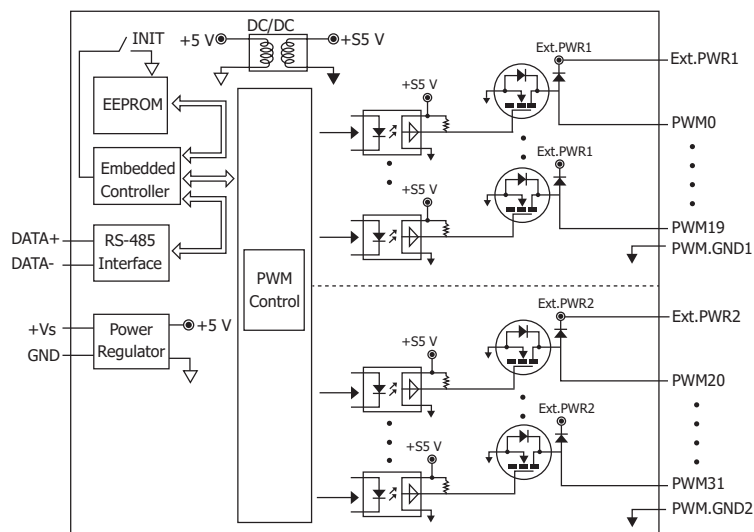 DC/DC
INIT
+5 V
+S5 V
Ext.PWR1
Ext.PWR1
+S5 V
EEPROM
PWM0
Embedded
Controller
Ext.PWR1
+S5 V
DATA+
DATA-
RS-485
Interface
PWM19
PWM.GND1
PWM
Control
+Vs
GND
Power
Regulator
+5 V
Ext.PWR2
Ext.PWR2
+S5 V
PWM20
Ext.PWR2
+S5 V
PWM31
PWM.GND2